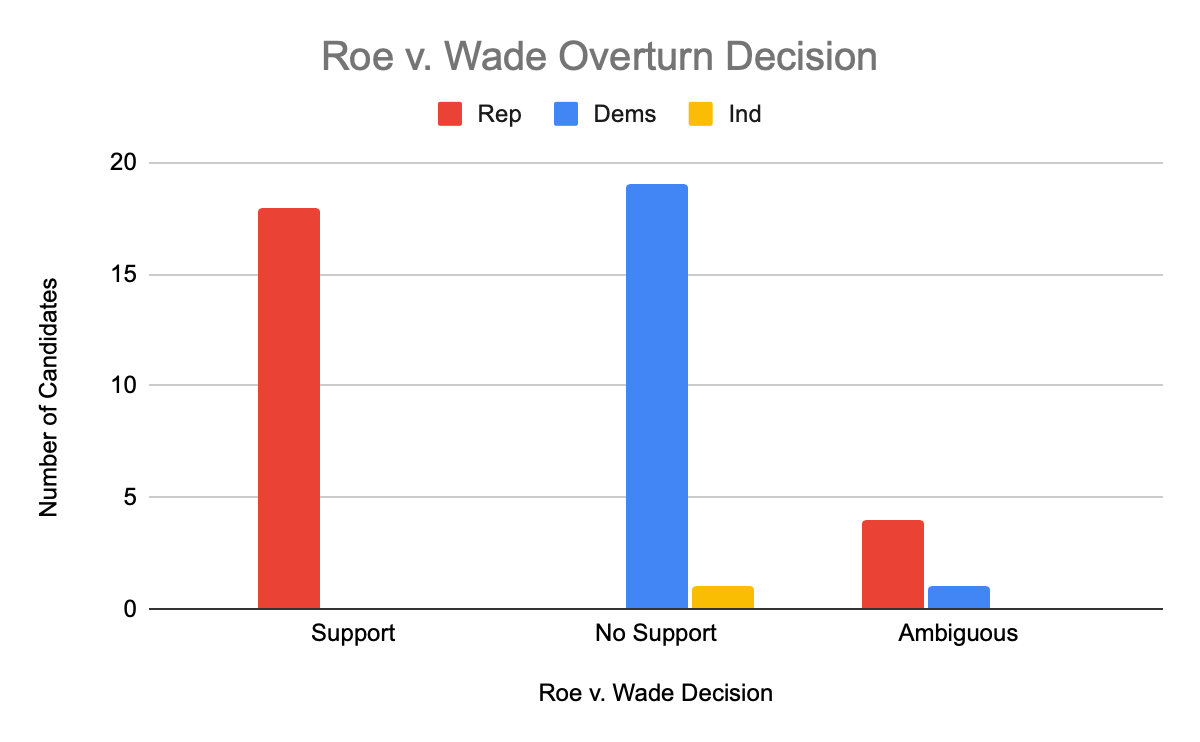 Roe v. Wade Overturn Decision
Rep Dems Ind
20
15
10
5
0
Number of Candidates
Support No Support Ambiguous
Roe v. Wade Decision